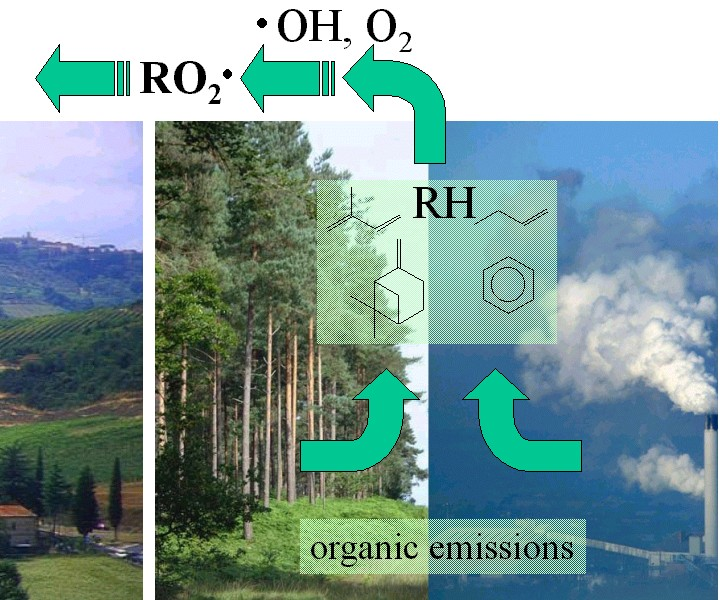 •OH, O2
RO2•
RH
organic emissions